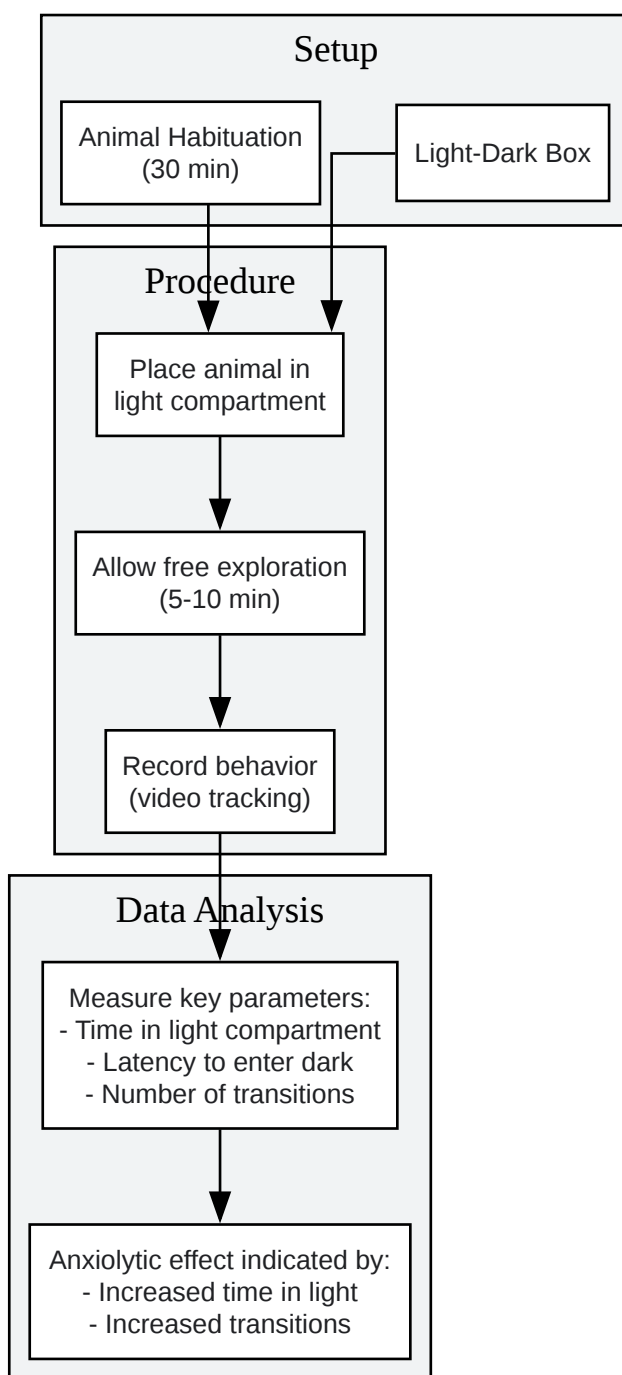 Setup
Animal Habituation
(30 min)
Light-Dark Box
Procedure
Place animal in
light compartment
Allow free exploration
(5-10 min)
Record behavior
(video tracking)
Data Analysis
Measure key parameters:
- Time in light compartment
- Latency to enter dark
- Number of transitions
Anxiolytic effect indicated by:
- Increased time in light
- Increased transitions